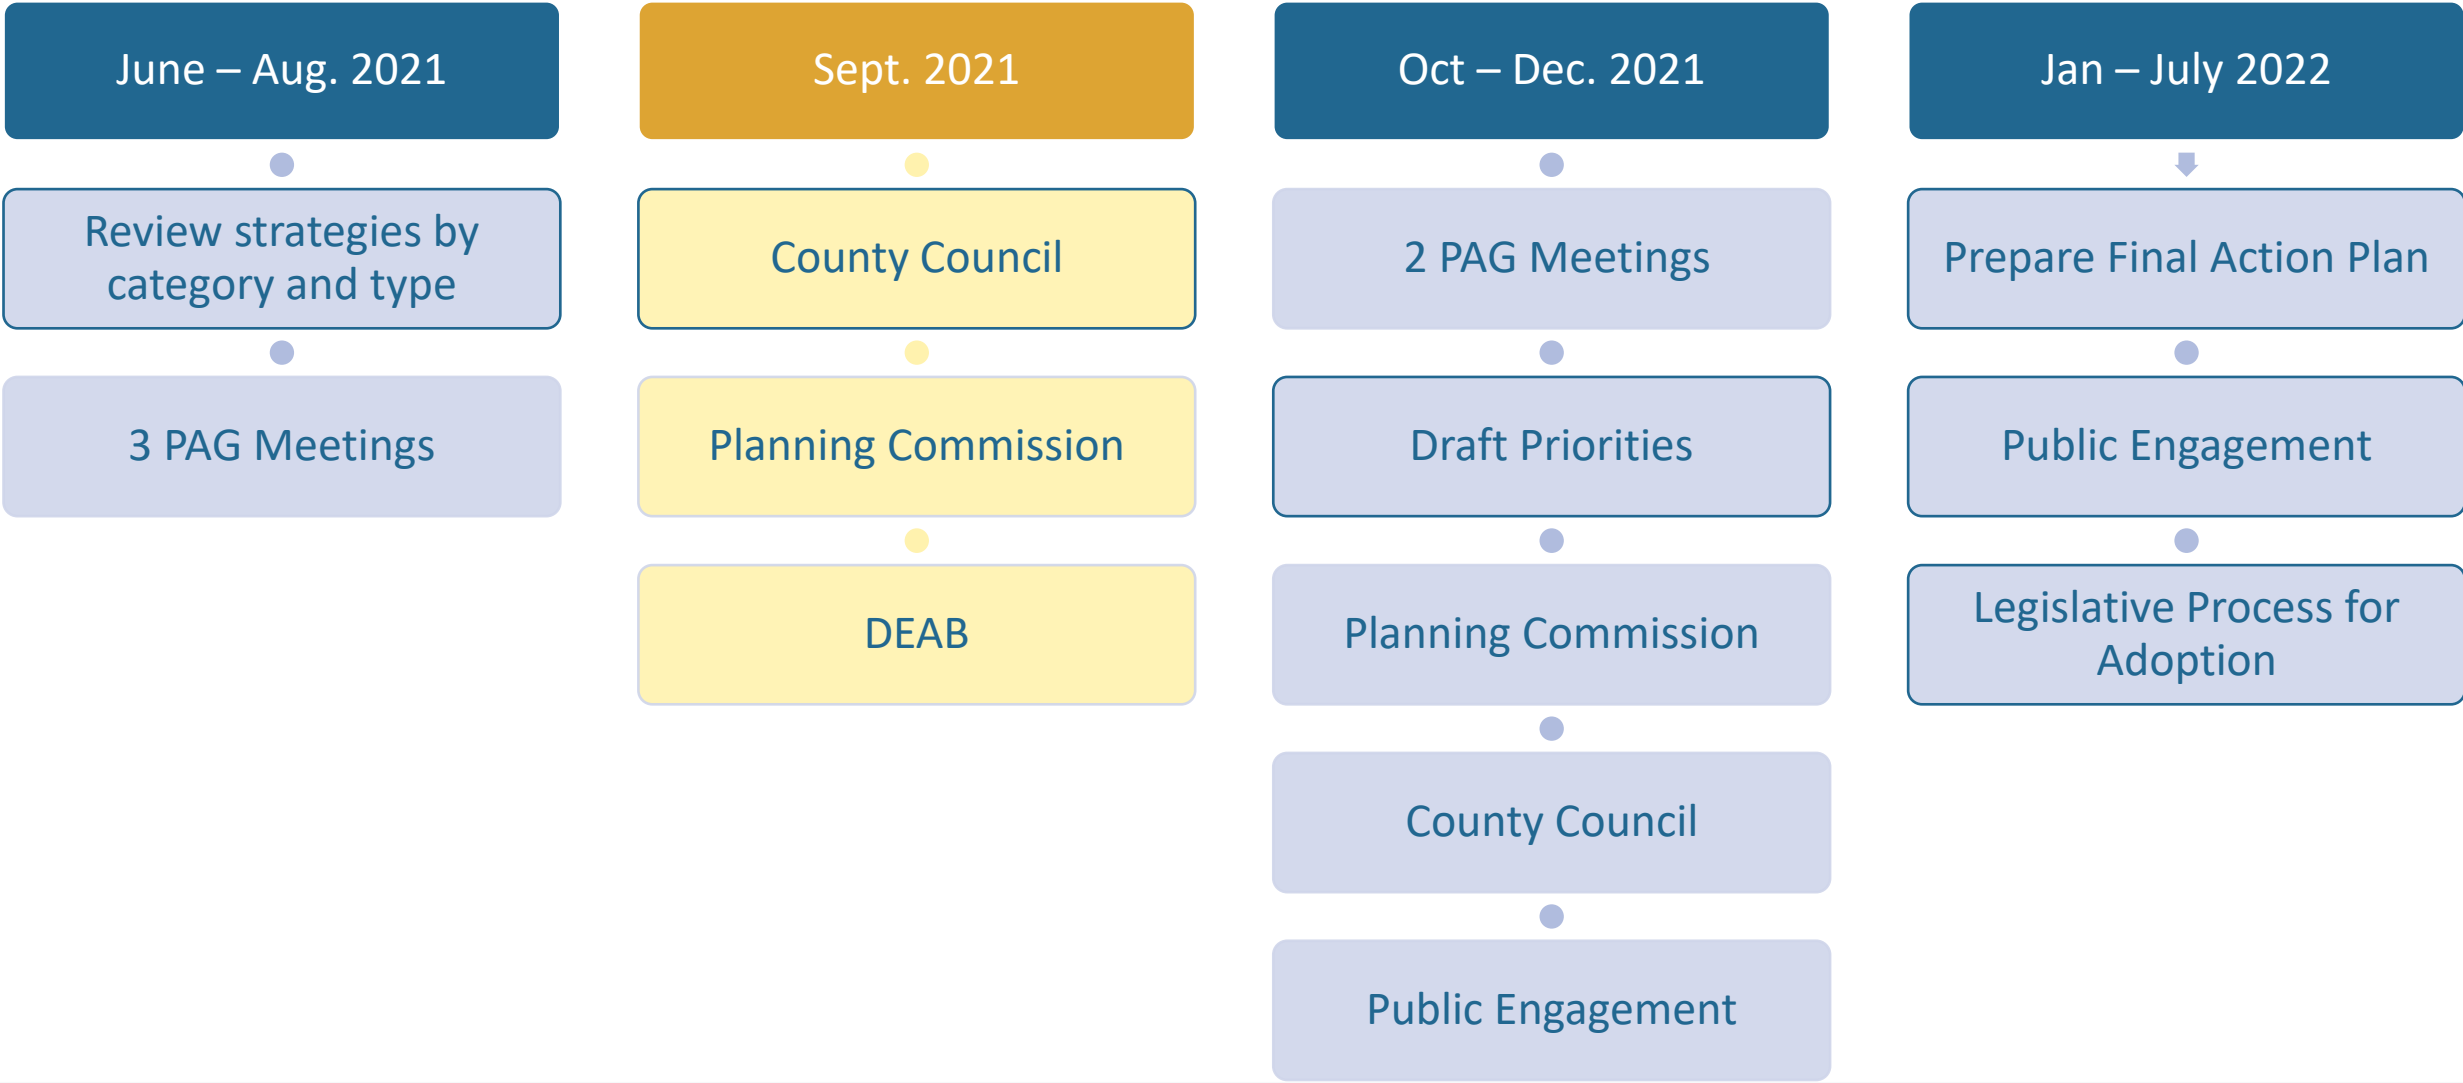 June – Aug. 2021
Review strategies by
category and type
3 PAG Meetings
Sept. 2021
County Council
Planning Commission
DEAB
Oct – Dec. 2021
2 PAG Meetings
Draft Priorities
Planning Commission
County Council
Public Engagement
Jan – July 2022
Prepare Final Action Plan
Public Engagement
Legislative Process for
Adoption